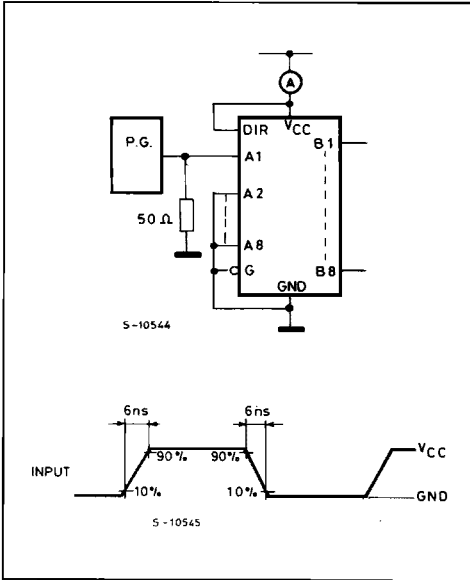 A
DIR
VCC
B1
P.G.
A1
A2
50 Ω
A8
G
B8
GND
S-10544
6ns 6ns
90% 90% VCC
INPUT
10% 10% GND
S-10545